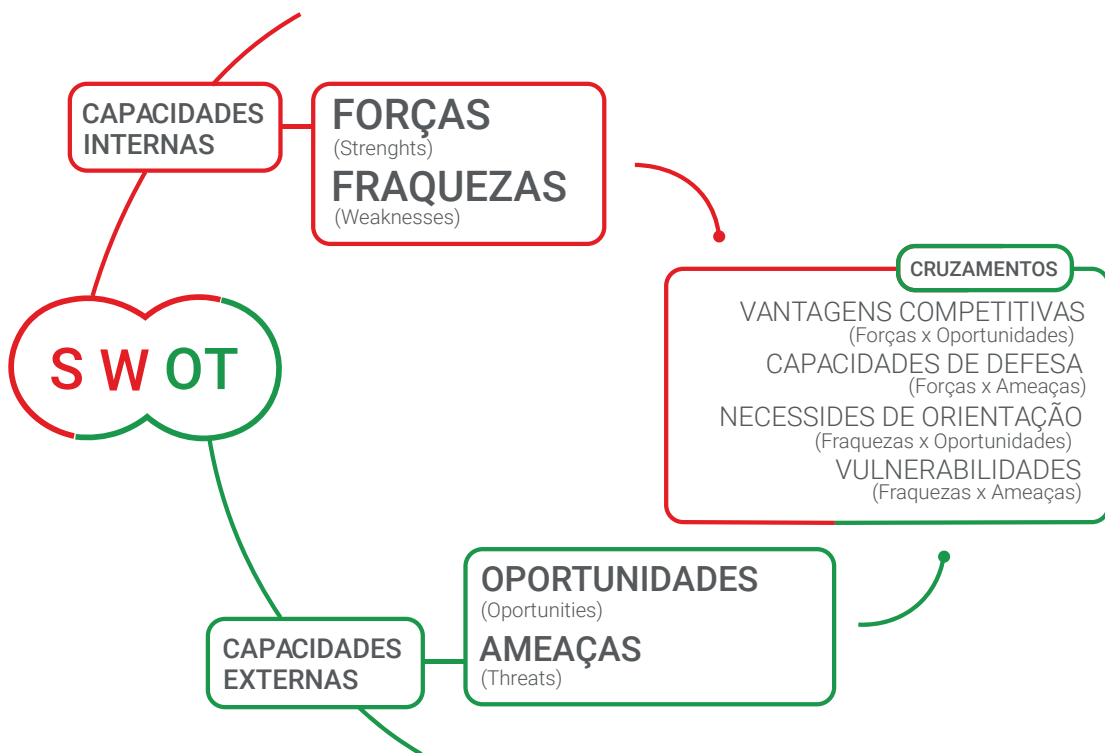 CAPACIDADES
INTERNAS
FORÇAS
(Strenghts)
FRAQUEZAS
(Weaknesses)
S W OT
CRUZAMENTOS
VANTAGENS COMPETITIVAS
(Forças x Oportunidades)
CAPACIDADES DE DEFESA
(Forças x Ameaças)
NECESSIDES DE ORIENTAÇÃO
(Fraquezas x Oportunidades)
VULNERABILIDADES
(Fraquezas x Ameaças)
CAPACIDADES
EXTERNAS
OPORTUNIDADES
(Oportunities)
AMEAÇAS
(Threats)